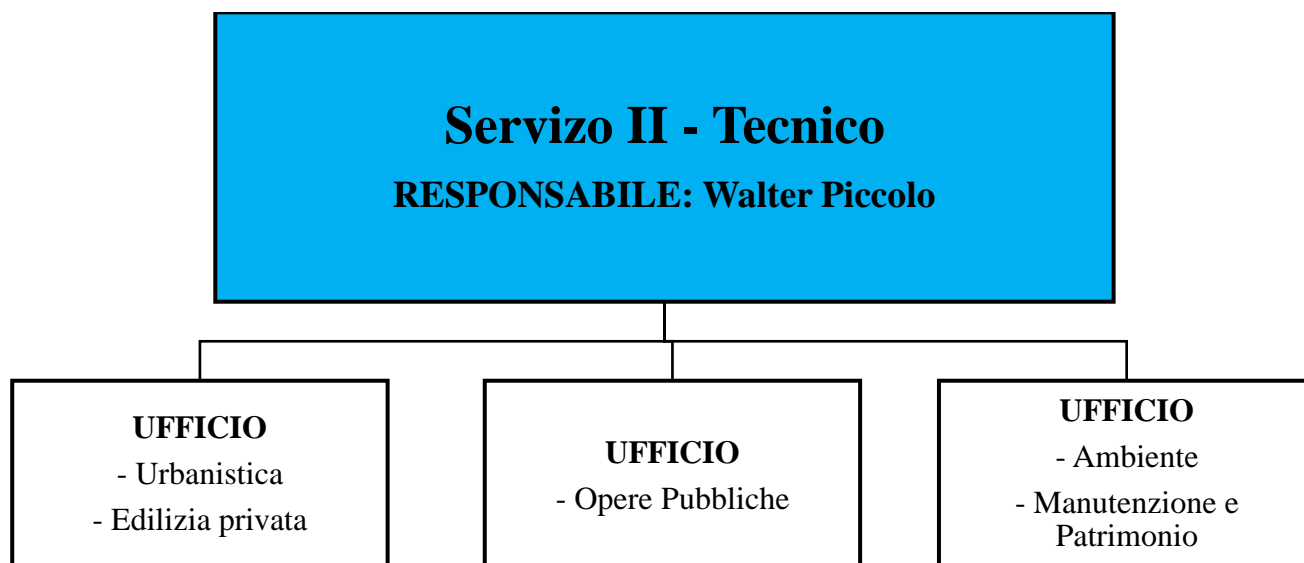 Servizo II - Tecnico
RESPONSABILE: Walter Piccolo
UFFICIO
- Urbanistica
- Edilizia privata
UFFICIO
- Opere Pubbliche
UFFICIO
- Ambiente
- Manutenzione e
Patrimonio